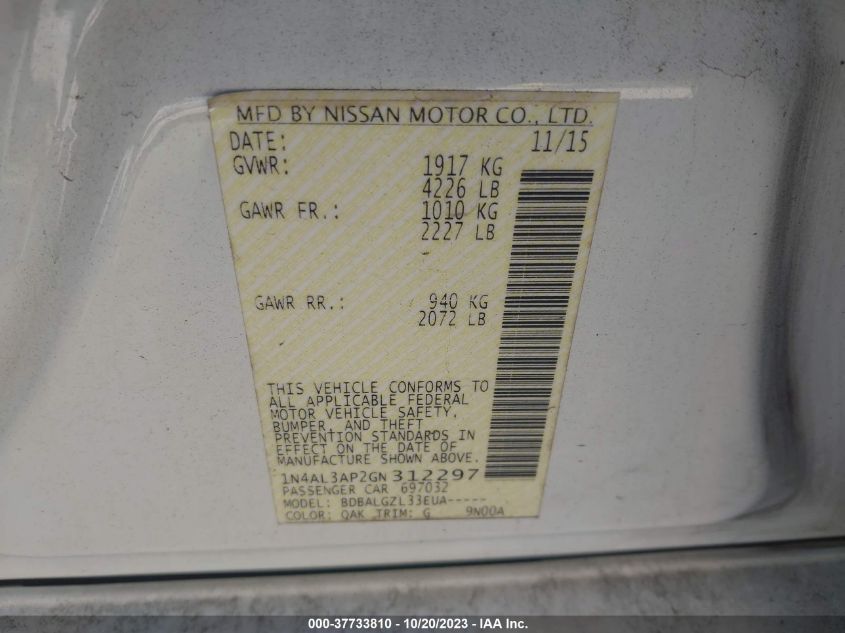 MFD BY NISSAN MOTOR CO., LTD.
DATE: 11/15
GVWR: 1917 KG
4226 LB
GAWR FR.: 1010 KG
2227 LB
GAWR RR.: 940 KG
2072 LB
THIS VEHICLE CONFORMS TO
ALL APPLICABLE FEDERAL
MOTOR VEHICLE SAFETY,
BUMPER, AND THEFT
PREVENTION STANDARDS IN
EFFECT ON THE DATE OF
MANUFACTURE SHOWN ABOVE.
1N4AL3AP2GN 312297
PASSENGER CAR 697032
MODEL: BDBALGZL33EUA-----
COLOR: QAK TRIM: G 9N00A
000-37733810 / 10/20/2023 - IAA Inc.